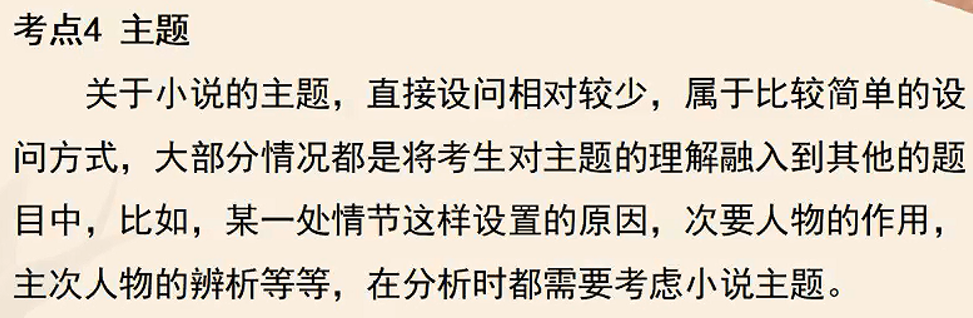 考点4 主题
关于小说的主题，直接设问相对较少，属于比较简单的设
问方式，大部分情况都是将考生对主题的理解融入到其他的题
目中，比如，某一处情节这样设置的原因，次要人物的作用，
主次人物的辨析等等，在分析时都需要考虑小说主题。